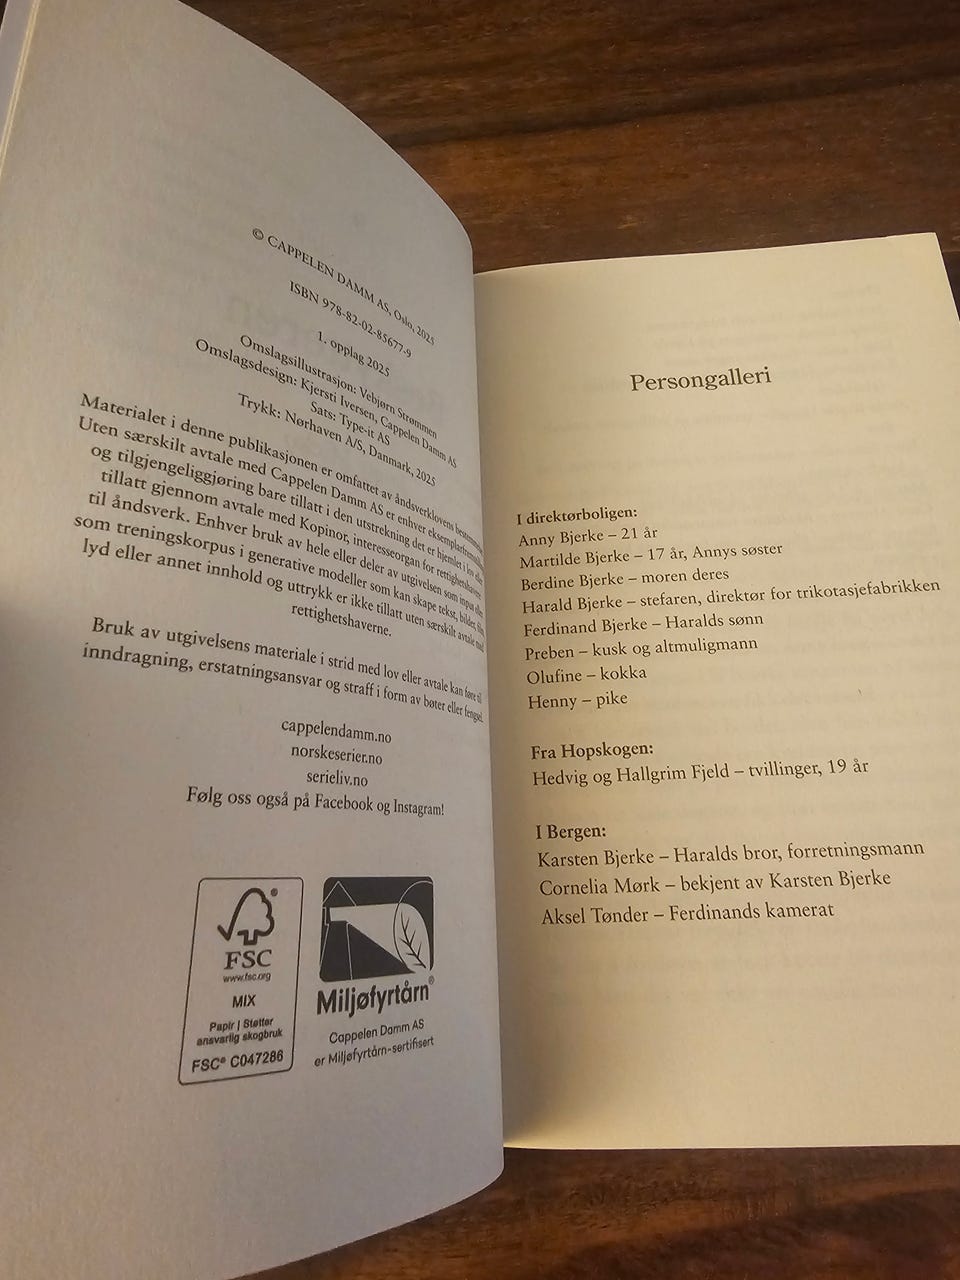 © CAPPELEN DAMM AS, Oslo, 2025
ISBN 978-82-02-85677-9
1. opplag 2025
Omslagsillustrasjon: Vebjørn Strømmen
Omslagsdesign: Kjersti Iversen, Cappelen Damm AS
Sats: Type-it AS
Trykk: Nørhaven A/S, Danmark, 2025
Materialet i denne publikasjonen er omfattet av åndsverklovens
Uten særskilt avtale med Cappelen Damm AS er enhver
og tilgjengeliggjøring bare tillatt i den utstrekning det er hjemlet i lov eller
tillatt gjennom avtale med Kopinor, interesseorgan for rettighetshavere
til åndsverk. Enhver bruk av hele eller deler av utgivelsen som input eller
som treningskorpus i generative modeller som kan skape tekst, bilder, film,
lyd eller annet innhold og uttrykk er ikke tillatt uten særskilt avtale med
rettighetshaverne.
Bruk av utgivelsens materiale i strid med lov eller avtale kan føre til
inndragning, erstatningsansvar og straff i form av bøter eller fengsel.
cappelendamm.no
norskeserier.no
serieliv.no
Følg oss også på Facebook og Instagram!
FSC®
www.fsc.org
MIX
Papir | Støtter
ansvarlig skogbruk
FSC® C047286
Miljøfyrtårn®
Cappelen Damm AS
er Miljøfyrtårn-sertifisert
Persongalleri
I direktørboligen:
Anny Bjerke – 21 år
Martilde Bjerke – 17 år, Annys søster
Berdine Bjerke – moren deres
Harald Bjerke – stefaren, direktør for trikotasjefabrikken
Ferdinand Bjerke – Haralds sønn
Preben – kusk og altmuligmann
Olufine – kokka
Henny – pike
Fra Hopskogen:
Hedvig og Hallgrim Fjeld – tvillinger, 19 år
I Bergen:
Karsten Bjerke – Haralds bror, forretningsmann
Cornelia Mørk – bekjent av Karsten Bjerke
Aksel Tønder – Ferdinands kamerat